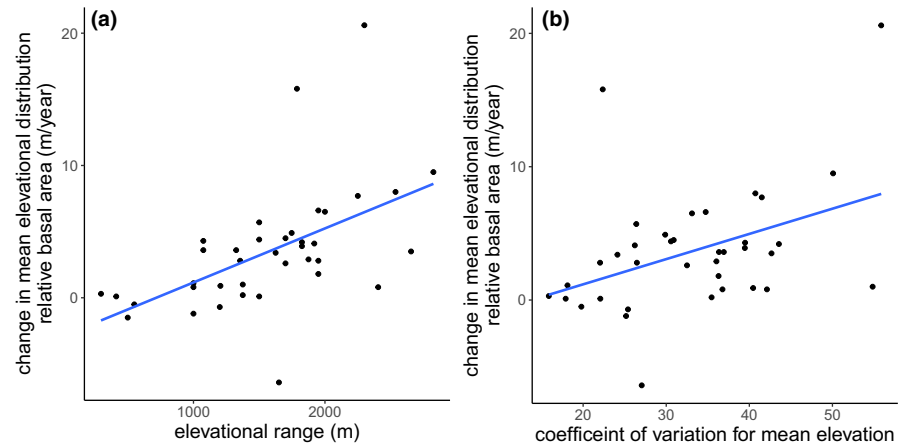 (a)
change in mean elevational distribution
relative basal area (m/year)
20
10
0
1000
2000
elevational range (m)
(b)
change in mean elevational distribution
relative basal area (m/year)
20
10
0
20
30
40
50
coefficeint of variation for mean elevation